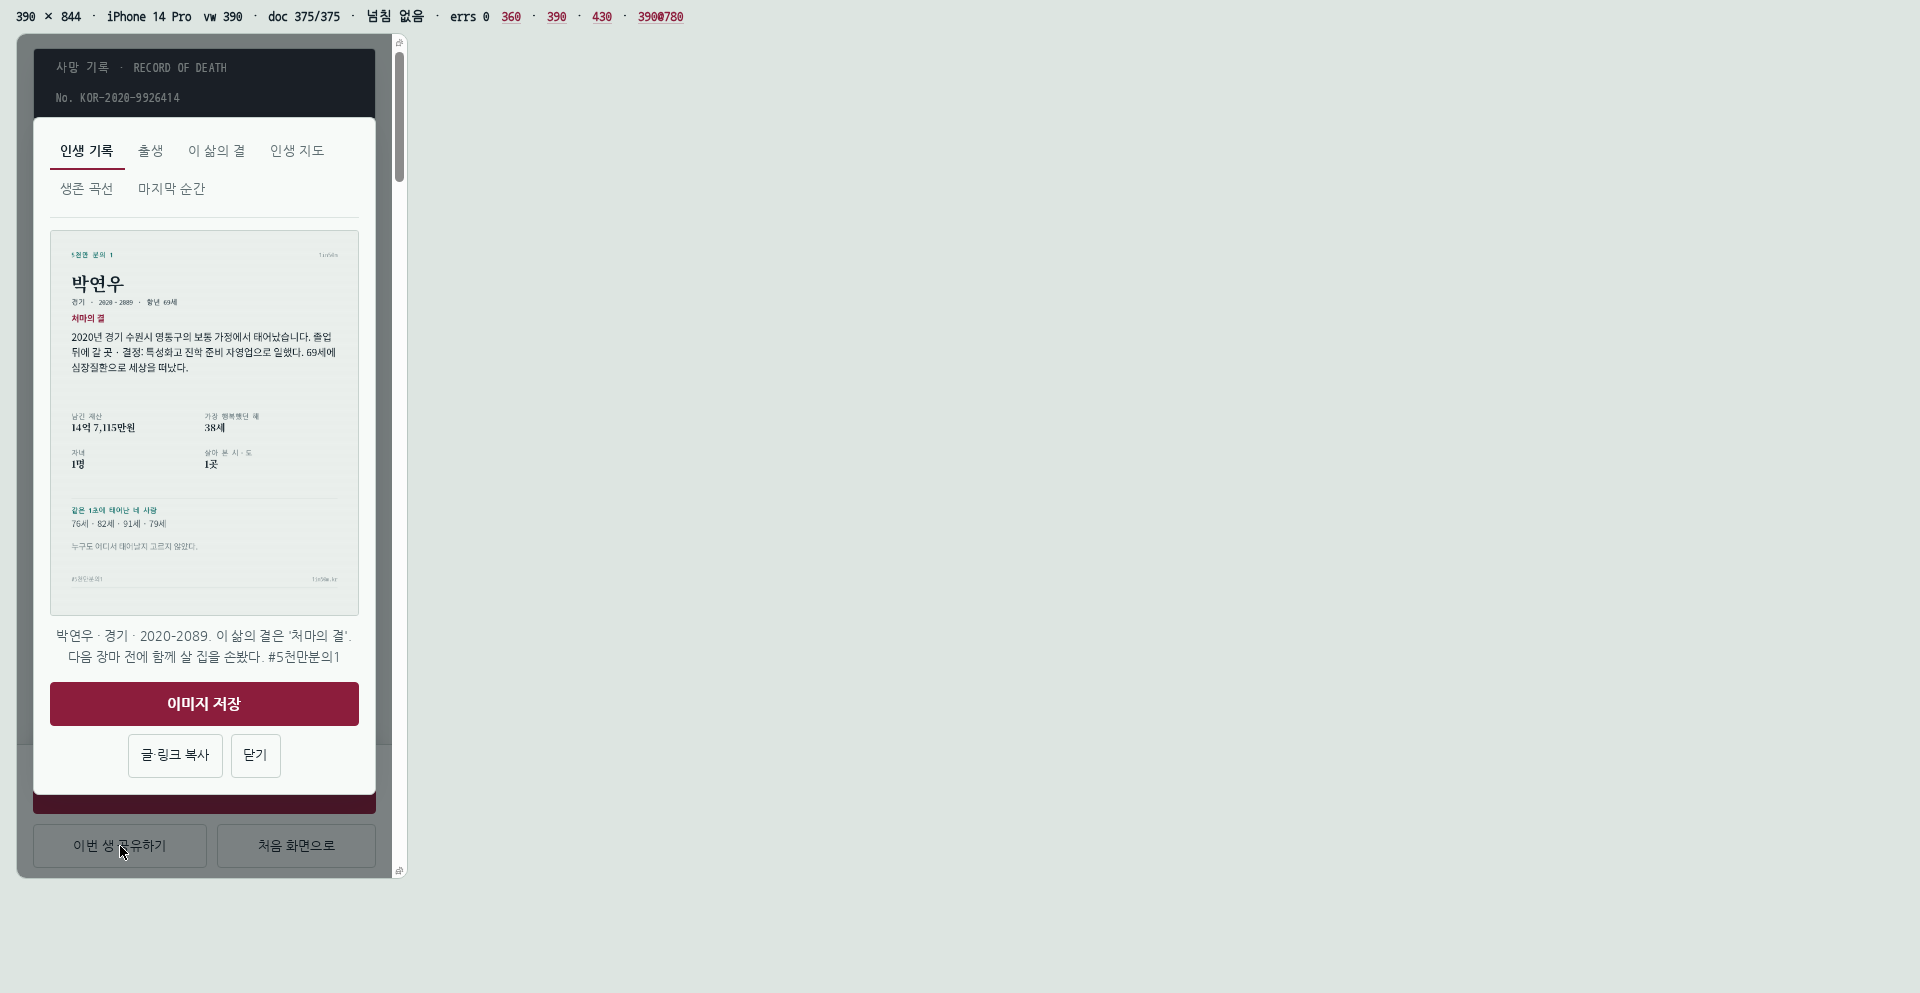 390 × 844 · iPhone 14 Pro vw 390 · doc 375/375 · 넘침 없음 · errs 0 360 · 390 · 430 · 390@780
사망 기록 · RECORD OF DEATH
No. KOR-2020-9926414
인생 기록 출생 이 삶의 결 인생 지도
생존 곡선 마지막 순간
5천만 분의 1
박연우
경기 · 2020-2089 · 향년 69세
처마의 결
2020년 경기 수원시 영통구의 보통 가정에서 태어났습니다. 졸업
뒤에 갈 곳 · 결정: 특성화고 진학 준비 자영업으로 일했다. 69세에
심장질환으로 세상을 떠났다.
남긴 재산 가장 행복했던 해
14억 7,115만원 38세
자녀 살아 본 시·도
1명 1곳
같은 1초에 태어난 네 사람
76세 · 82세 · 91세 · 79세
누구도 어디서 태어날지 고르지 않았다.
#5천만분의1
박연우 · 경기 · 2020-2089. 이 삶의 결은 '처마의 결'.
다음 장마 전에 함께 살 집을 손봤다. #5천만분의1
이미지 저장
글·링크 복사 닫기
이번 생 공유하기 처음 화면으로